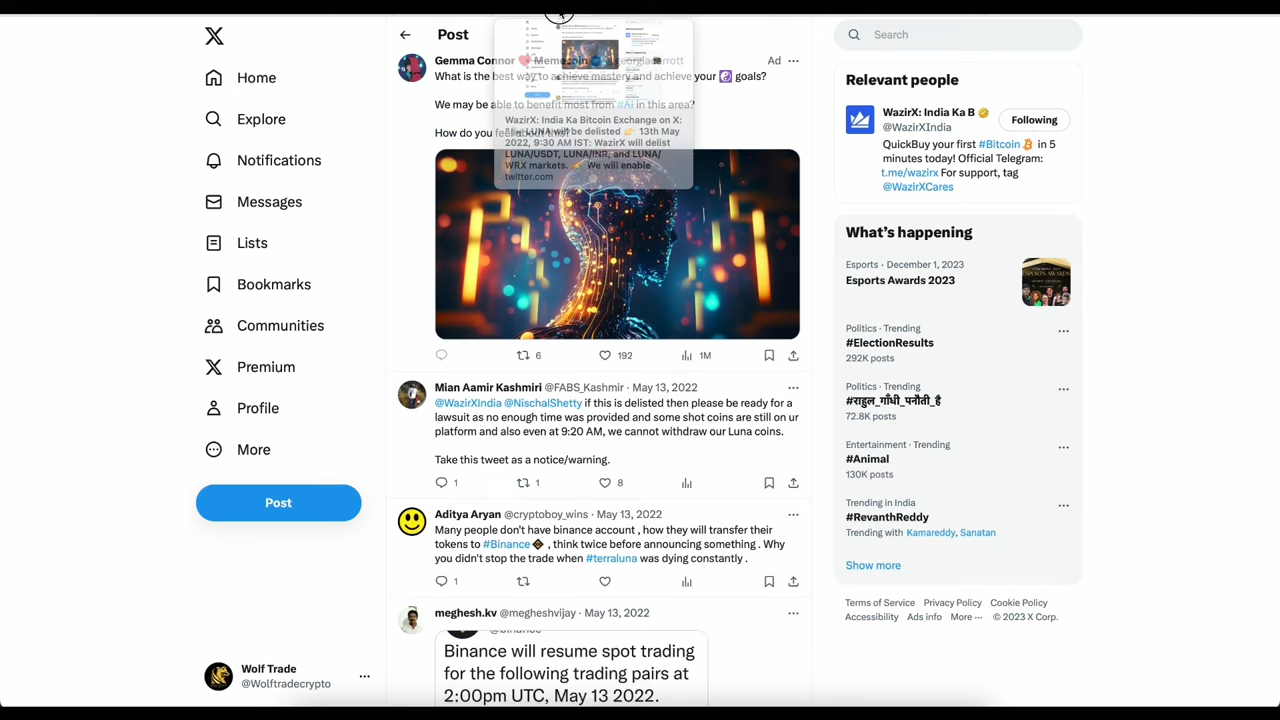 Home
Explore
Notifications
Messages
Lists
Bookmarks
Communities
Premium
Profile
More
Post
Wolf Trade
@Wolftradecrypto
Post
Gemma Connor Memecoin
Ad
What is the best way to achieve mastery and achieve your goals?
We may be able to benefit most from #AI in this area?
How do you feel about this?
WazirX: India Ka Bitcoin Exchange on X:
LUNA will be delisted 👉 13th May
2022, 9:30 AM IST: WazirX will delist
LUNA/USDT, LUNA/INR, and LUNA/
WRX markets. 👉 We will enable
twitter.com
6
192
1M
Mian Aamir Kashmiri @FABS_Kashmir · May 13, 2022
@WazirXIndia @NischalShetty if this is delisted then please be ready for a
lawsuit as no enough time was provided and some shot coins are still on ur
platform and also even at 9:20 AM, we cannot withdraw our Luna coins.
Take this tweet as a notice/warning.
1
1
8
Aditya Aryan @cryptoboy_wins · May 13, 2022
Many people don't have binance account , how they will transfer their
tokens to #Binance , think twice before announcing something . Why
you didn't stop the trade when #terraluna was dying constantly .
1
meghesh.kv @megheshvijay · May 13, 2022
@binance
Binance will resume spot trading
for the following trading pairs at
2:00pm UTC, May 13 2022.
Search
Relevant people
WazirX: India Ka B
@WazirXIndia
Following
QuickBuy your first #Bitcoin in 5
minutes today! Official Telegram:
t.me/wazirx For support, tag
@WazirXCares
What's happening
Esports · December 1, 2023
Esports Awards 2023
Politics · Trending
#ElectionResults
292K posts
Politics · Trending
#राहुल_गाँधी_पनौती_है
72.8K posts
Entertainment · Trending
#Animal
130K posts
Trending in India
#RevanthReddy
Trending with Kamareddy, Sanatan
Show more
Terms of Service Privacy Policy Cookie Policy
Accessibility Ads info More ··· © 2023 X Corp.